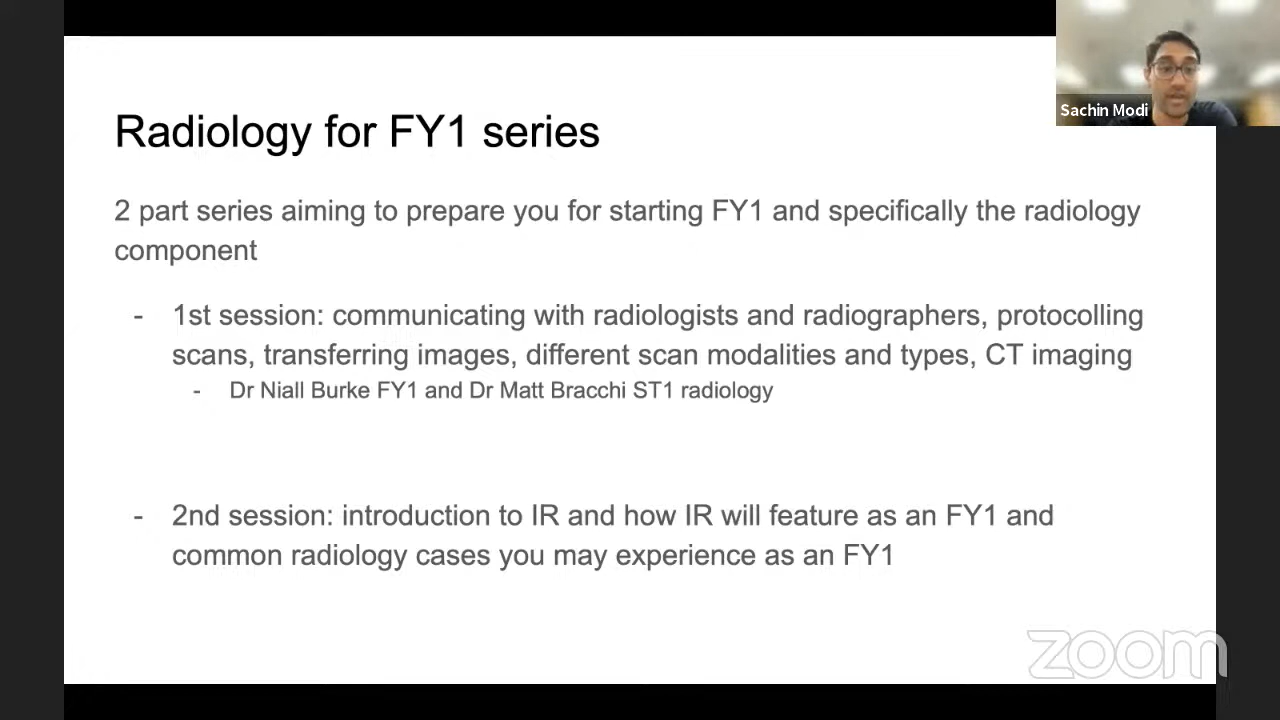 Sachin Modi
Radiology for FY1 series
2 part series aiming to prepare you for starting FY1 and specifically the radiology
component
- 1st session: communicating with radiologists and radiographers, protocolling
scans, transferring images, different scan modalities and types, CT imaging
- Dr Niall Burke FY1 and Dr Matt Bracchi ST1 radiology
- 2nd session: introduction to IR and how IR will feature as an FY1 and
common radiology cases you may experience as an FY1
zoom